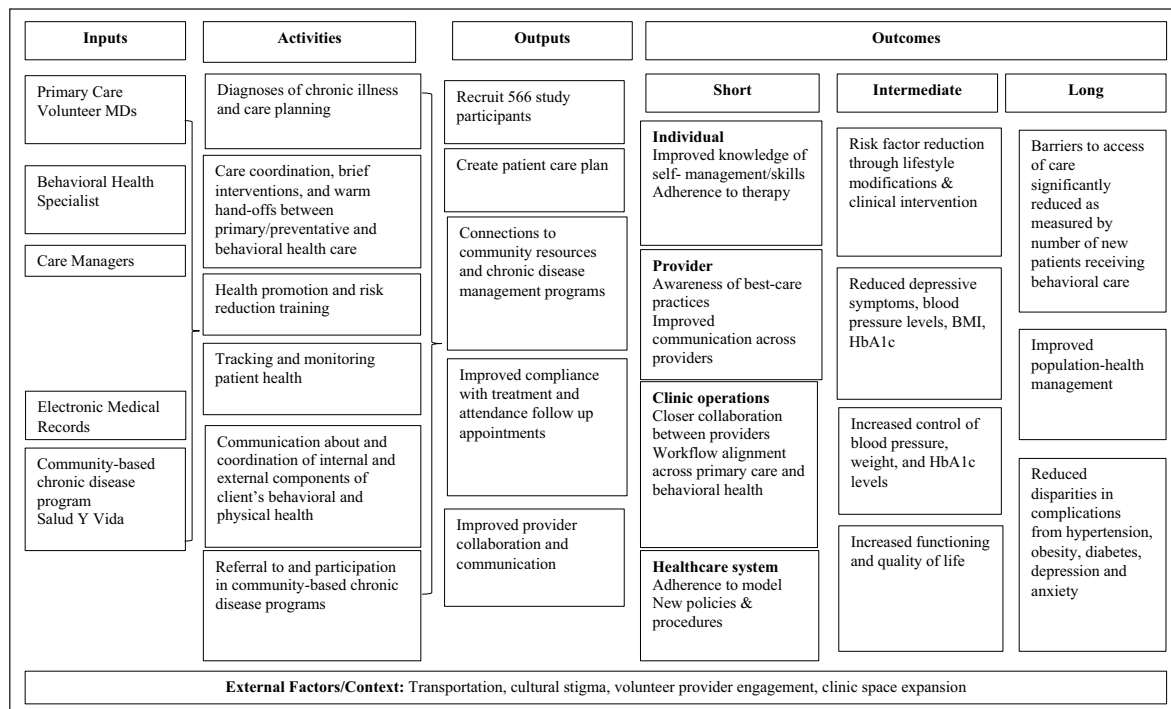 Inputs
Activities
Outputs
Outcomes
Short
Intermediate
Long
Primary Care
Volunteer MDs
Behavioral Health
Specialist
Care Managers
Electronic Medical
Records
Community-based
chronic disease
program
Salud Y Vida
Diagnoses of chronic illness
and care planning
Care coordination, brief
interventions, and warm
hand-offs between
primary/preventative and
behavioral health care
Health promotion and risk
reduction training
Tracking and monitoring
patient health
Communication about and
coordination of internal and
external components of
client's behavioral and
physical health
Referral to and participation
in community-based chronic
disease programs
Recruit 566 study
participants
Create patient care plan
Connections to
community resources
and chronic disease
management programs
Improved compliance
with treatment and
attendance follow up
appointments
Improved provider
collaboration and
communication
Individual
Improved knowledge of
self- management/skills
Adherence to therapy
Provider
Awareness of best-care
practices
Improved
communication across
providers
Clinic operations
Closer collaboration
between providers
Workflow alignment
across primary care and
behavioral health
Healthcare system
Adherence to model
New policies &
procedures
Risk factor reduction
through lifestyle
modifications &
clinical intervention
Reduced depressive
symptoms, blood
pressure levels, BMI,
HbA1c
Increased control of
blood pressure,
weight, and HbA1c
levels
Increased functioning
and quality of life
Barriers to access
of care
significantly
reduced as
measured by
number of new
patients receiving
behavioral care
Improved
population-health
management
Reduced
disparities in
complications
from hypertension,
obesity, diabetes,
depression and
anxiety
External Factors/Context: Transportation, cultural stigma, volunteer provider engagement, clinic space expansion